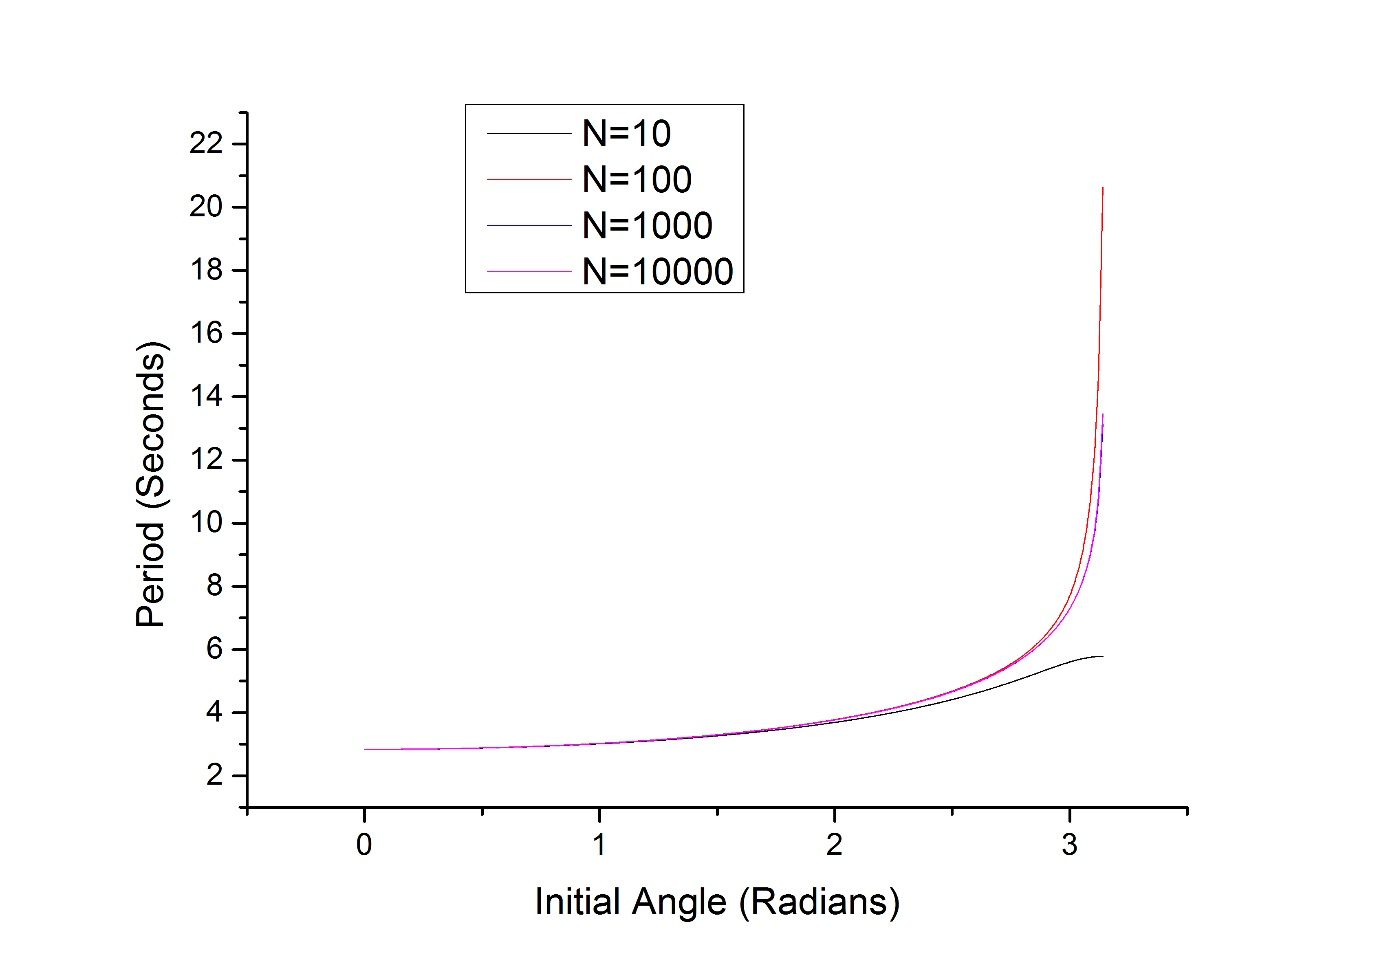 N=10
N=100
N=1000
N=10000
22
20
18
16
14
12
10
8
6
4
2
Period (Seconds)
0 1 2 3
Initial Angle (Radians)